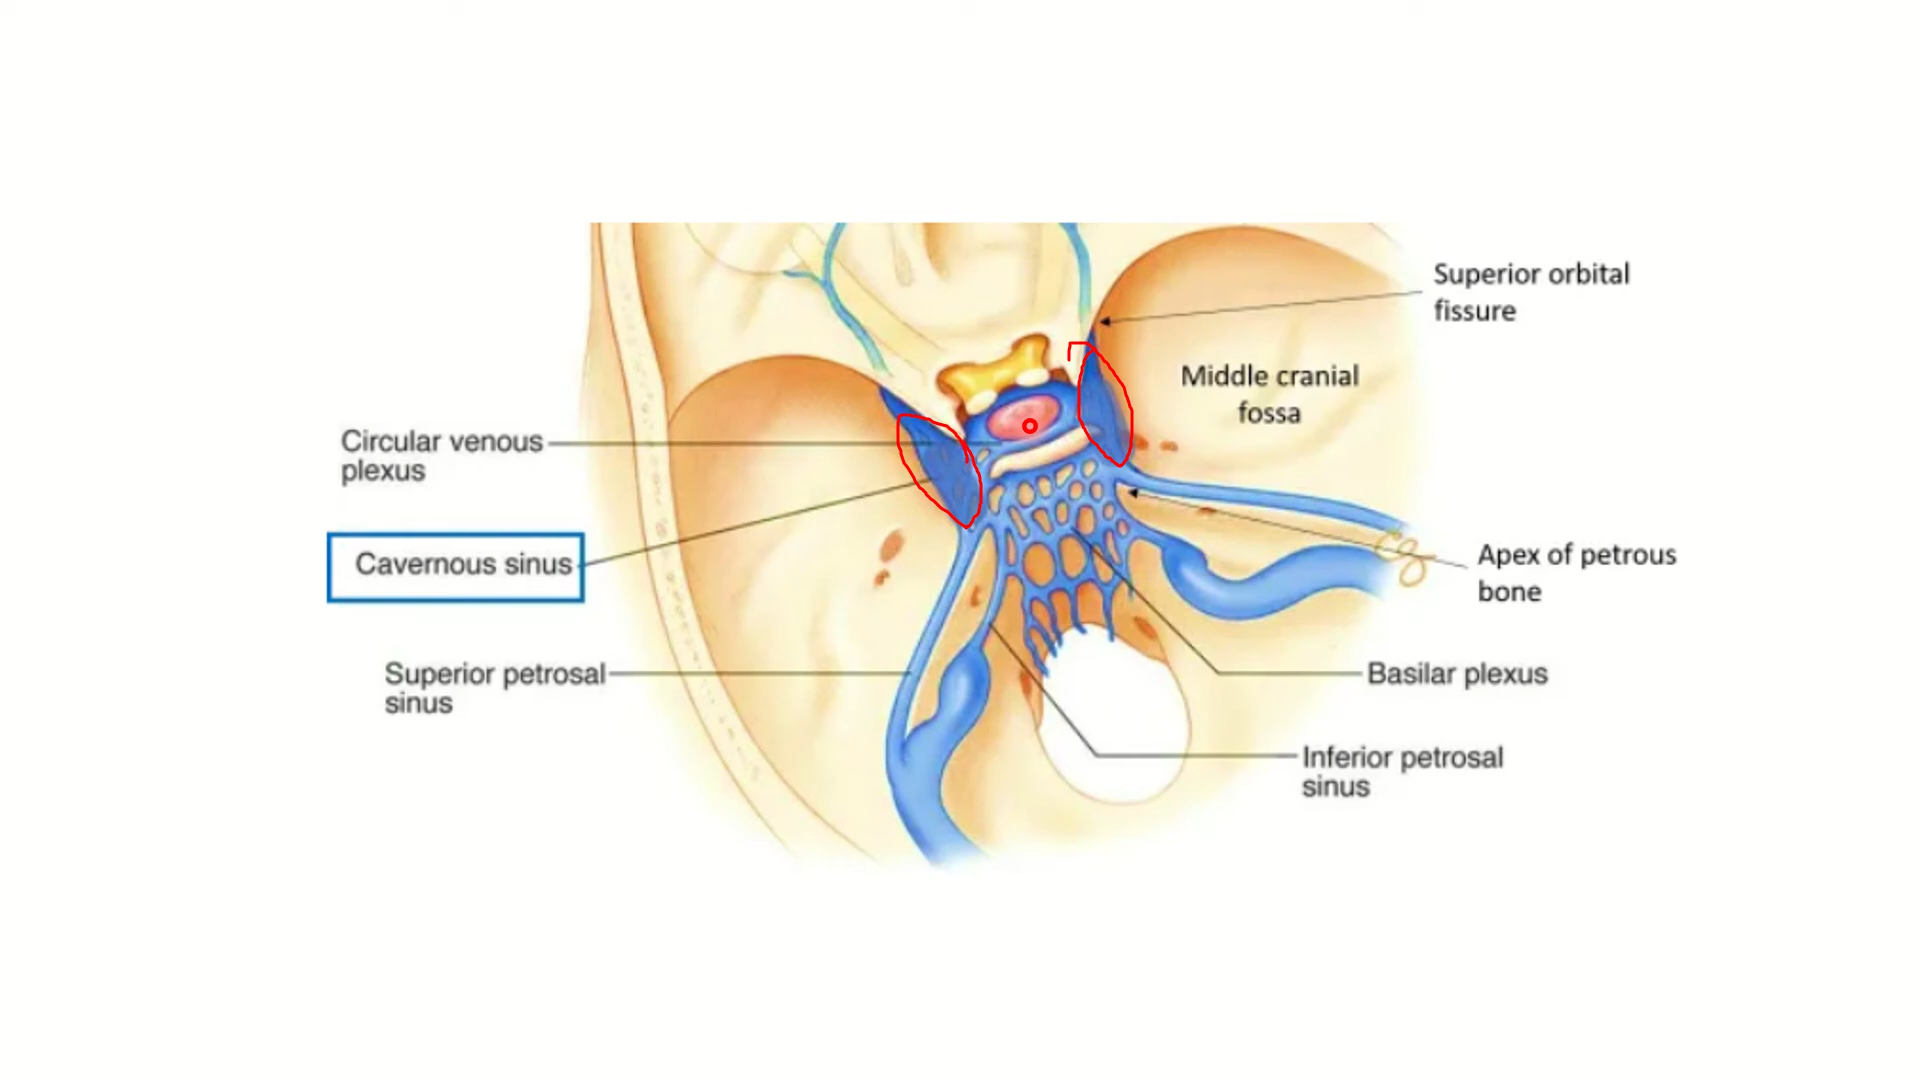 Superior orbital
fissure
Middle cranial
fossa
Circular venous
plexus
Cavernous sinus
Apex of petrous
bone
Superior petrosal
sinus
Basilar plexus
Inferior petrosal
sinus